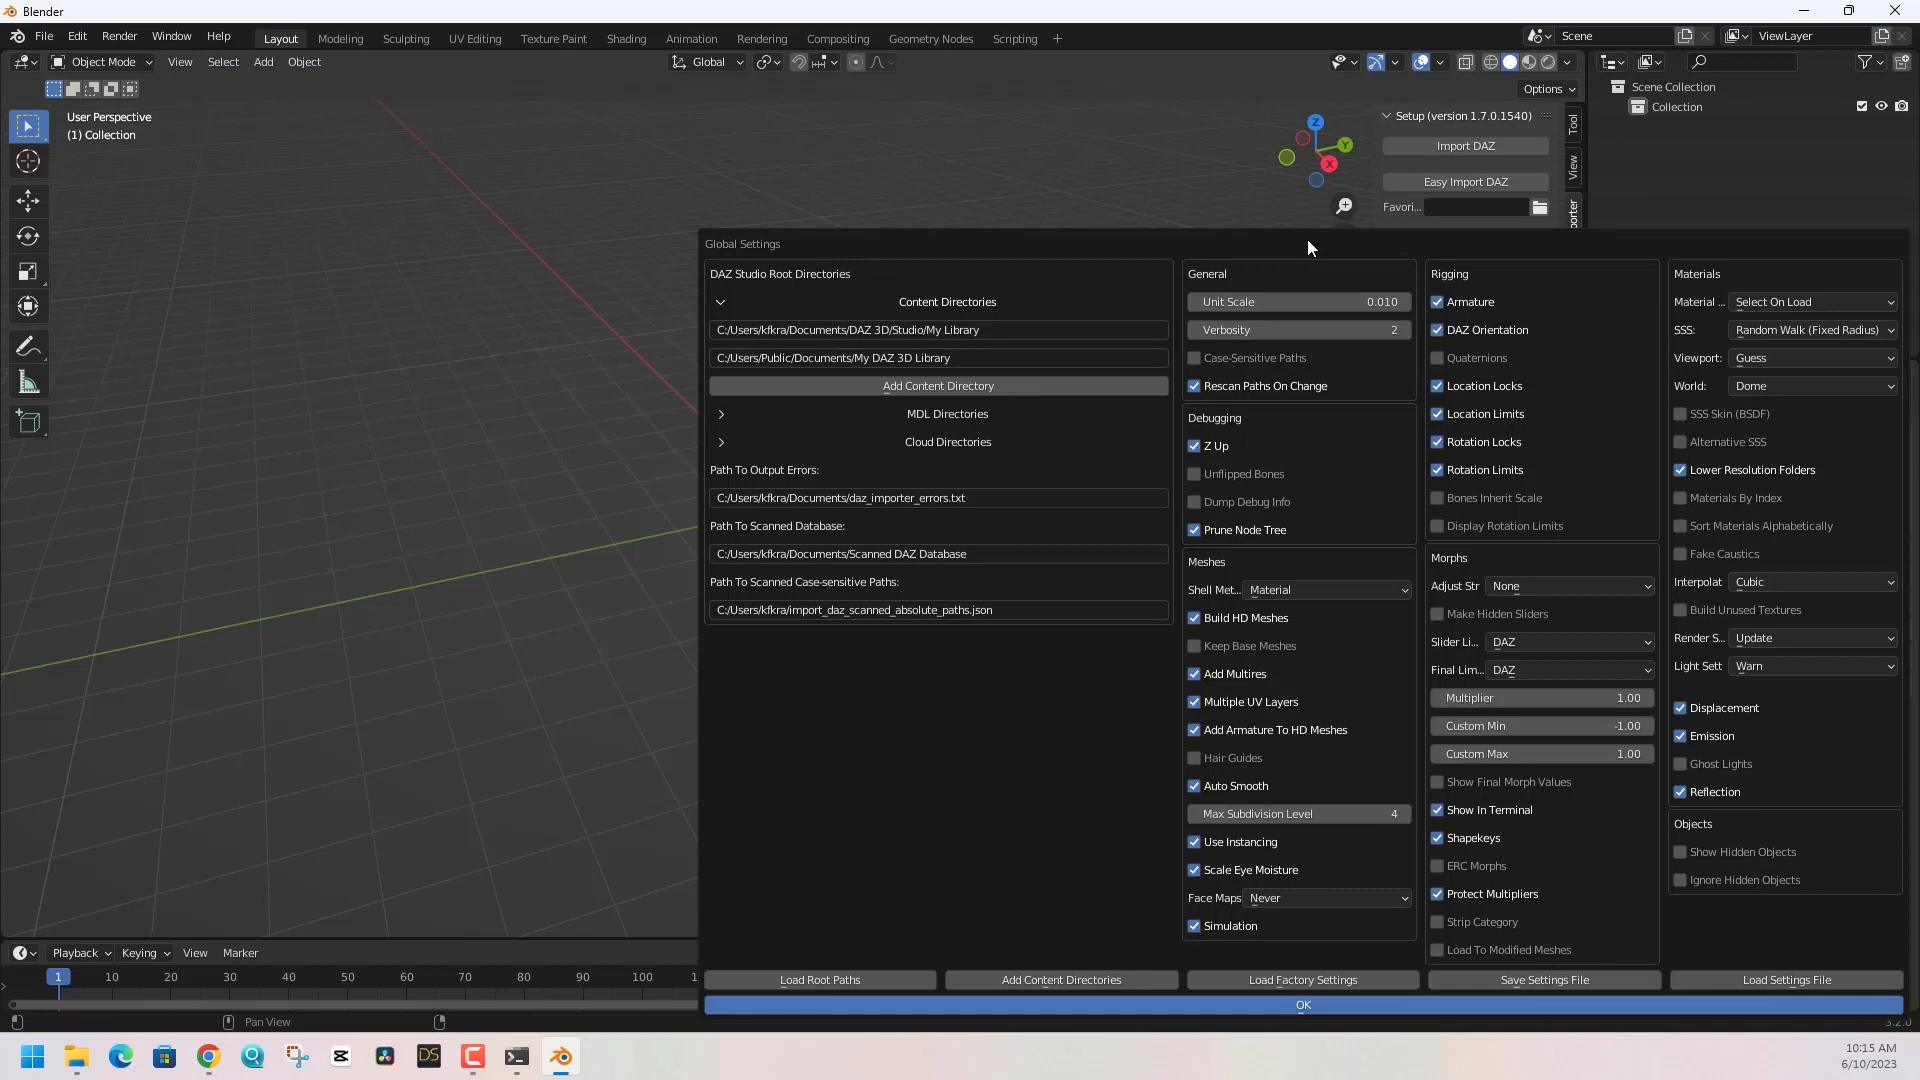 Blender
File Edit Render Window Help Layout Modeling Sculpting UV Editing Texture Paint Shading Animation Rendering Compositing Geometry Nodes Scripting + Scene ViewLayer
Object Mode View Select Add Object Global
Options
User Perspective
(1) Collection
Z
Y
X
Setup (version 1.7.0.1540)
Import DAZ
Easy Import DAZ
Favori...
Tool
View
Scene Collection
Collection
Global Settings
DAZ Studio Root Directories
Content Directories
C:/Users/kfkra/Documents/DAZ 3D/Studio/My Library
C:/Users/Public/Documents/My DAZ 3D Library
Add Content Directory
MDL Directories
Cloud Directories
Path To Output Errors:
C:/Users/kfkra/Documents/daz_importer_errors.txt
Path To Scanned Database:
C:/Users/kfkra/Documents/Scanned DAZ Database
Path To Scanned Case-sensitive Paths:
C:/Users/kfkra/import_daz_scanned_absolute_paths.json
General
Unit Scale 0.010
Verbosity 2
Case-Sensitive Paths
Rescan Paths On Change
Debugging
Z Up
Unflipped Bones
Dump Debug Info
Prune Node Tree
Meshes
Shell Met... Material
Build HD Meshes
Keep Base Meshes
Add Multires
Multiple UV Layers
Add Armature To HD Meshes
Hair Guides
Auto Smooth
Max Subdivision Level 4
Use Instancing
Scale Eye Moisture
Face Maps Never
Simulation
Rigging
Armature
DAZ Orientation
Quaternions
Location Locks
Location Limits
Rotation Locks
Rotation Limits
Bones Inherit Scale
Display Rotation Limits
Morphs
Adjust Str None
Make Hidden Sliders
Slider Li... DAZ
Final Lim... DAZ
Multiplier 1.00
Custom Min -1.00
Custom Max 1.00
Show Final Morph Values
Show In Terminal
Shapekeys
ERC Morphs
Protect Multipliers
Strip Category
Load To Modified Meshes
Materials
Material ... Select On Load
SSS: Random Walk (Fixed Radius)
Viewport: Guess
World: Dome
SSS Skin (BSDF)
Alternative SSS
Lower Resolution Folders
Materials By Index
Sort Materials Alphabetically
Fake Caustics
Interpolat Cubic
Build Unused Textures
Render S... Update
Light Sett Warn
Displacement
Emission
Ghost Lights
Reflection
Objects
Show Hidden Objects
Ignore Hidden Objects
Load Root Paths Add Content Directories Load Factory Settings Save Settings File Load Settings File
OK
Playback Keying View Marker
1 10 20 30 40 50 60 70 80 90 100
Pan View
3.2.0
DS
10:15 AM
6/10/2023